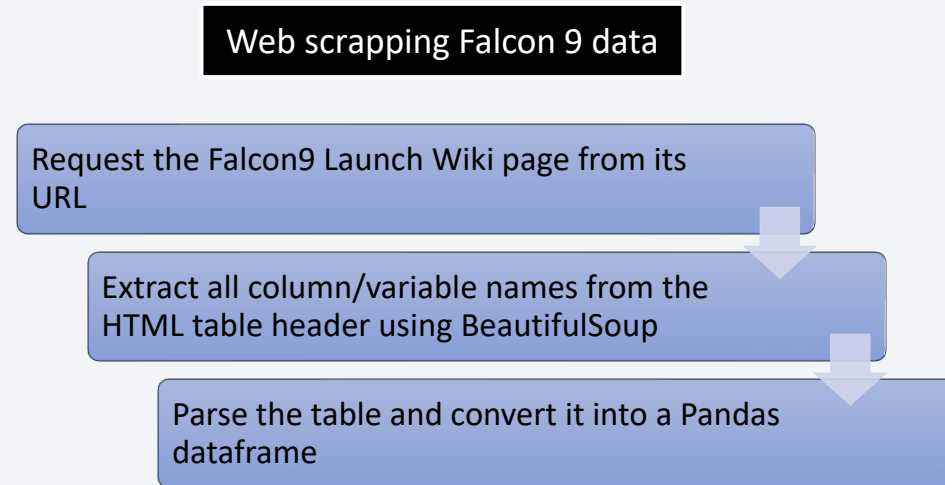 Web scrapping Falcon 9 data
Request the Falcon9 Launch Wiki page from its
URL
Extract all column/variable names from the
HTML table header using BeautifulSoup
Parse the table and convert it into a Pandas
dataframe